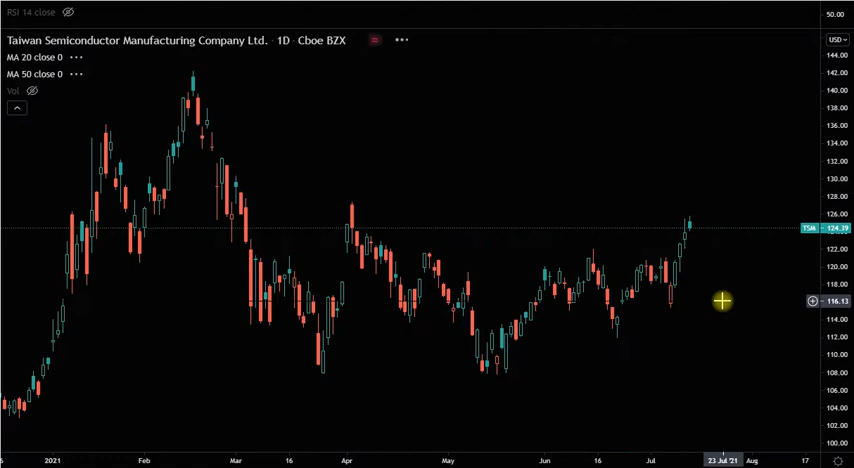 RSI 14 close
50.00
Taiwan Semiconductor Manufacturing Company Ltd. · 1D · Cboe BZX
USD
MA 20 close 0
MA 50 close 0
Vol
144.00
142.00
140.00
138.00
136.00
134.00
132.00
130.00
128.00
126.00
TSM 124.39
122.00
120.00
118.00
116.13
114.00
112.00
110.00
108.00
106.00
104.00
102.00
100.00
6 2021 Feb Mar 16 Apr May Jun 16 Jul 23 Jul '21 Aug 17